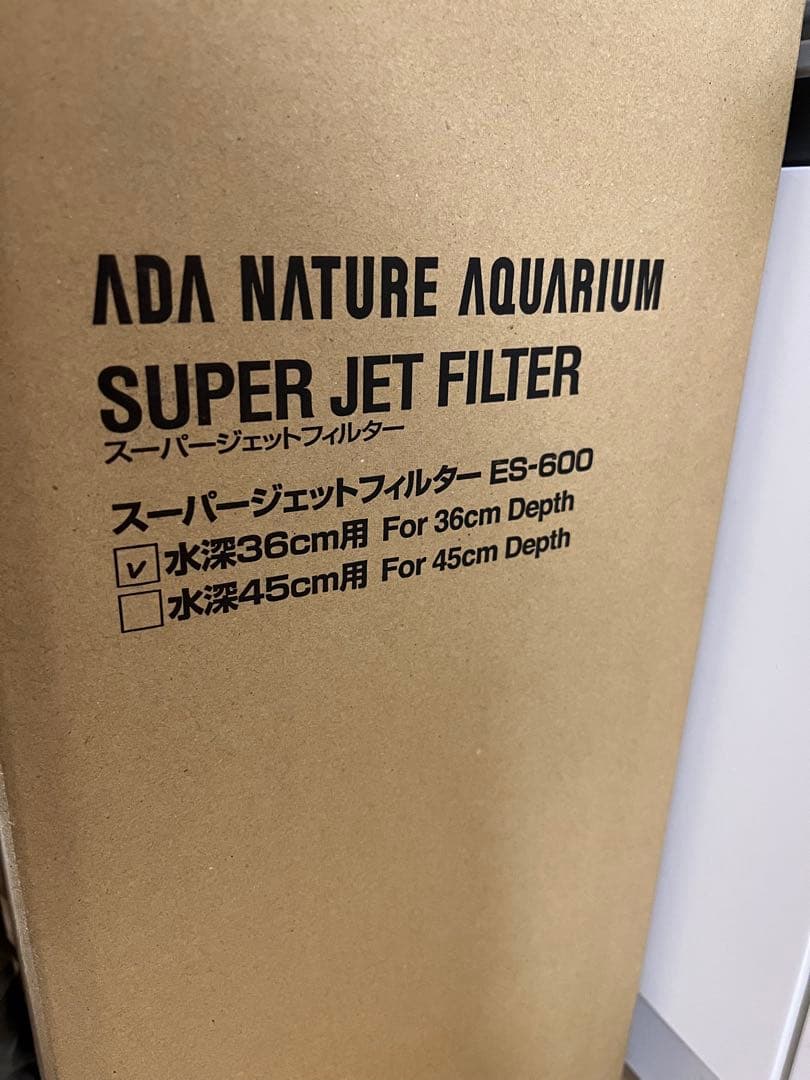 ADA NATURE AQUARIUM
SUPER JET FILTER
スーパージェットフィルター
スーパージェットフィルター ES-600
水深36cm用 For 36cm Depth
水深45cm用 For 45cm Depth